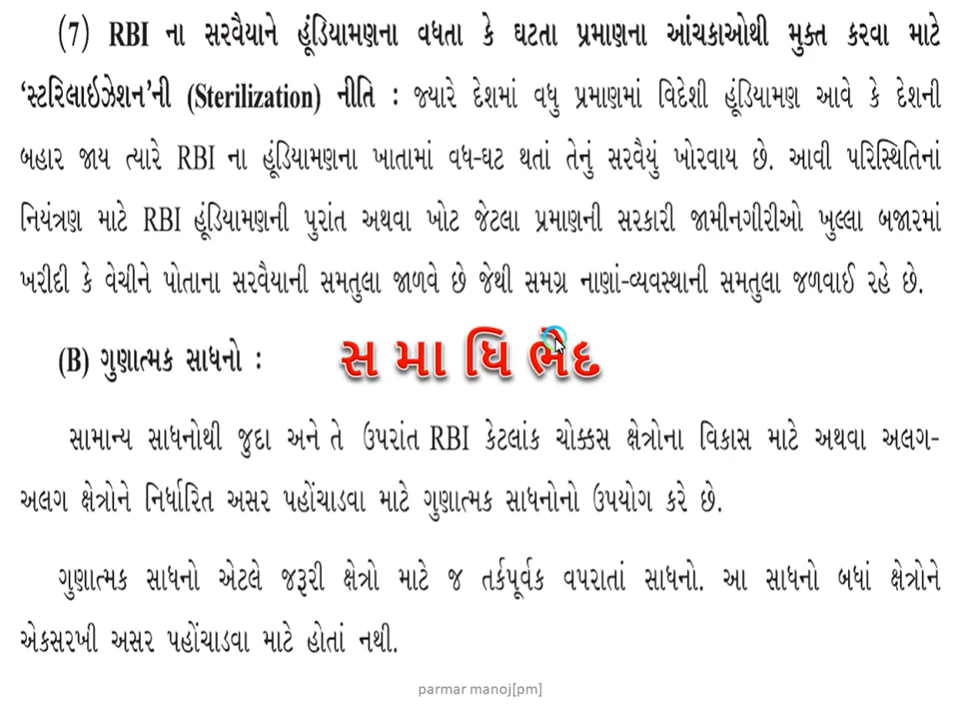 (7) RBI ના સરવૈયાને હૂંડિયામણના વધતા કે ઘટતા પ્રમાણના આંચકાઓથી મુક્ત કરવા માટે
‘સ્ટરિલાઇઝેશન’ની (Sterilization) નીતિ : જ્યારે દેશમાં વધુ પ્રમાણમાં વિદેશી હૂંડિયામણ આવે કે દેશની
બહાર જાય ત્યારે RBI ના હૂંડિયામણના ખાતામાં વધ-ઘટ થતાં તેનું સરવૈયું ખોરવાય છે. આવી પરિસ્થિતિનાં
નિયંત્રણ માટે RBI હૂંડિયામણની પુરાંત અથવા ખોટ જેટલા પ્રમાણની સરકારી જામીનગીરીઓ ખુલ્લા બજારમાં
ખરીદી કે વેચીને પોતાના સરવૈયાની સમતુલા જાળવે છે જેથી સમગ્ર નાણાં-વ્યવસ્થાની સમતુલા જળવાઈ રહે છે.
(B) ગુણાત્મક સાધનો : સ મા ધિ ભેદ
સામાન્ય સાધનોથી જુદા અને તે ઉપરાંત RBI કેટલાંક ચોક્કસ ક્ષેત્રોના વિકાસ માટે અથવા અલગ-
અલગ ક્ષેત્રોને નિર્ધારિત અસર પહોંચાડવા માટે ગુણાત્મક સાધનોનો ઉપયોગ કરે છે.
ગુણાત્મક સાધનો એટલે જરૂરી ક્ષેત્રો માટે જ તર્કપૂર્વક વપરાતાં સાધનો. આ સાધનો બધાં ક્ષેત્રોને
એકસરખી અસર પહોંચાડવા માટે હોતાં નથી.
parmar manoj[pm]